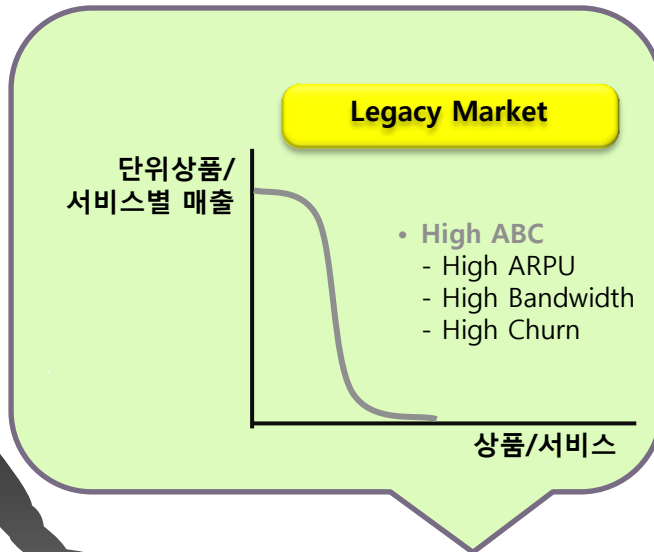 Legacy Market
단위상품/
서비스별 매출
• High ABC
- High ARPU
- High Bandwidth
- High Churn
상품/서비스